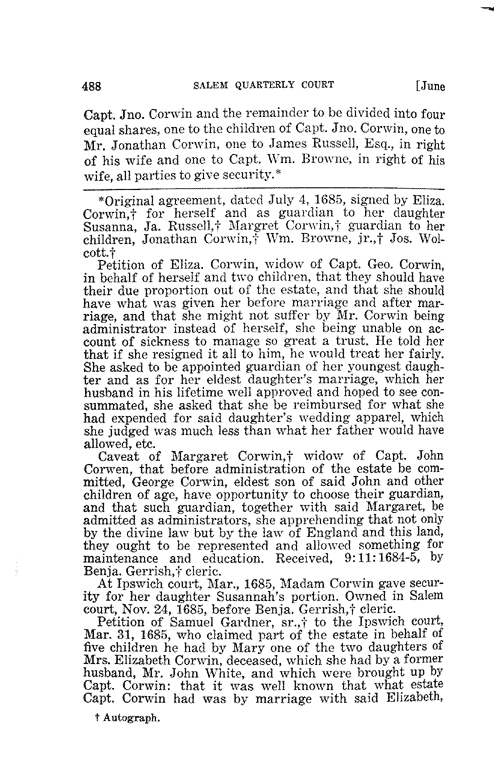 488 SALEM QUARTERLY COURT [June
Capt. Jno. Corwin and the remainder to be divided into four
equal shares, one to the children of Capt. Jno. Corwin, one to
Mr. Jonathan Corwin, one to James Russell, Esq., in right
of his wife and one to Capt. Wm. Browne, in right of his
wife, all parties to give security.*
*Original agreement, dated July 4, 1685, signed by Eliza.
Corwin,† for herself and as guardian to her daughter
Susanna, Ja. Russell,† Margret Corwin,† guardian to her
children, Jonathan Corwin,† Wm. Browne, jr.,† Jos. Wol-
cott.†
Petition of Eliza. Corwin, widow of Capt. Geo. Corwin,
in behalf of herself and two children, that they should have
their due proportion out of the estate, and that she should
have what was given her before marriage and after mar-
riage, and that she might not suffer by Mr. Corwin being
administrator instead of herself, she being unable on ac-
count of sickness to manage so great a trust. He told her
that if she resigned it all to him, he would treat her fairly.
She asked to be appointed guardian of her youngest daugh-
ter and as for her eldest daughter's marriage, which her
husband in his lifetime well approved and hoped to see con-
summated, she asked that she be reimbursed for what she
had expended for said daughter's wedding apparel, which
she judged was much less than what her father would have
allowed, etc.
Caveat of Margaret Corwin,† widow of Capt. John
Corwen, that before administration of the estate be com-
mitted, George Corwin, eldest son of said John and other
children of age, have opportunity to choose their guardian,
and that such guardian, together with said Margaret, be
admitted as administrators, she apprehending that not only
by the divine law but by the law of England and this land,
they ought to be represented and allowed something for
maintenance and education. Received, 9:11:1684-5, by
Benja. Gerrish,† cleric.
At Ipswich court, Mar., 1685, Madam Corwin gave secur-
ity for her daughter Susannah's portion. Owned in Salem
court, Nov. 24, 1685, before Benja. Gerrish,† cleric.
Petition of Samuel Gardner, sr.,† to the Ipswich court,
Mar. 31, 1685, who claimed part of the estate in behalf of
five children he had by Mary one of the two daughters of
Mrs. Elizabeth Corwin, deceased, which she had by a former
husband, Mr. John White, and which were brought up by
Capt. Corwin: that it was well known that what estate
Capt. Corwin had was by marriage with said Elizabeth,
† Autograph.